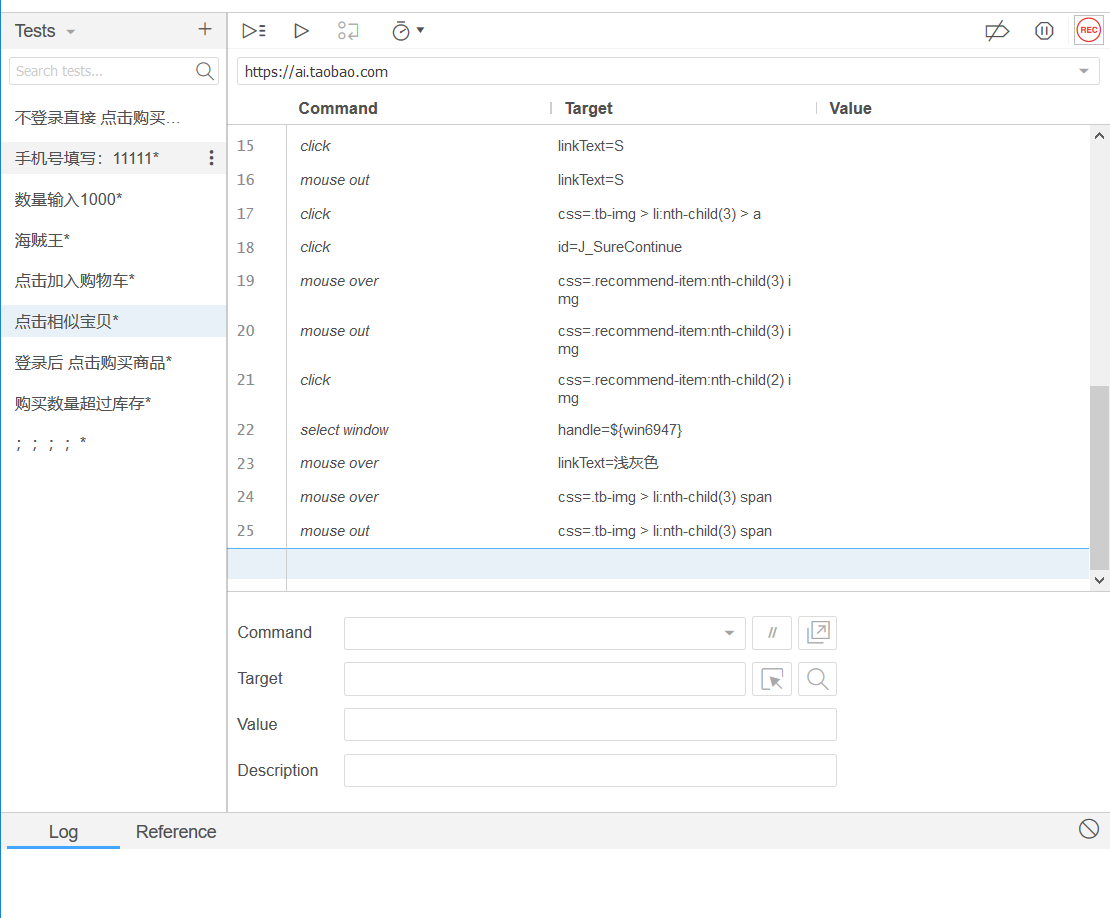 Tests
Search tests...
不登录直接 点击购买…
手机号填写：11111*
数量输入1000*
海贼王*
点击加入购物车*
点击相似宝贝*
登录后 点击购买商品*
购买数量超过库存*
；；；；*
REC
https://ai.taobao.com
Command Target Value
15 click linkText=S
16 mouse out linkText=S
17 click css=.tb-img > li:nth-child(3) > a
18 click id=J_SureContinue
19 mouse over css=.recommend-item:nth-child(3) i
mg
20 mouse out css=.recommend-item:nth-child(3) i
mg
21 click css=.recommend-item:nth-child(2) i
mg
22 select window handle=${win6947}
23 mouse over linkText=浅灰色
24 mouse over css=.tb-img > li:nth-child(3) span
25 mouse out css=.tb-img > li:nth-child(3) span
Command //
Target
Value
Description
Log Reference